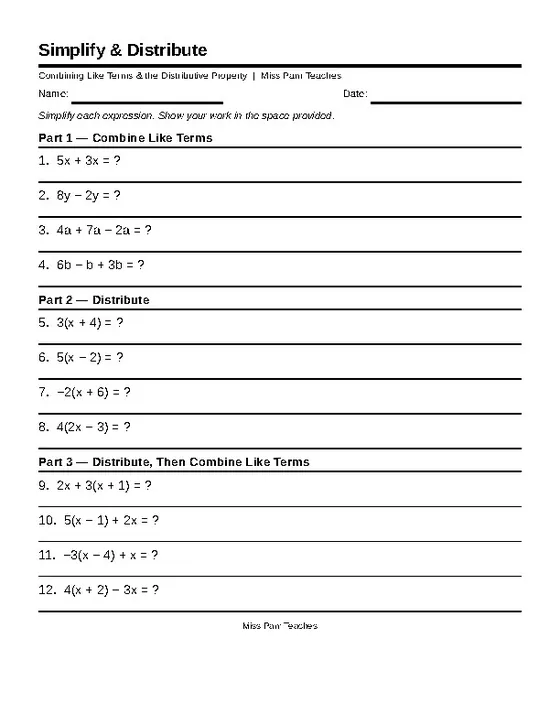 Simplify & Distribute
Combining Like Terms & the Distributive Property | Miss Pam Teaches
Name: Date:
Simplify each expression. Show your work in the space provided.
Part 1 — Combine Like Terms
1. 5x + 3x = ?
2. 8y − 2y = ?
3. 4a + 7a − 2a = ?
4. 6b − b + 3b = ?
Part 2 — Distribute
5. 3(x + 4) = ?
6. 5(x − 2) = ?
7. −2(x + 6) = ?
8. 4(2x − 3) = ?
Part 3 — Distribute, Then Combine Like Terms
9. 2x + 3(x + 1) = ?
10. 5(x − 1) + 2x = ?
11. −3(x − 4) + x = ?
12. 4(x + 2) − 3x = ?
Miss Pam Teaches